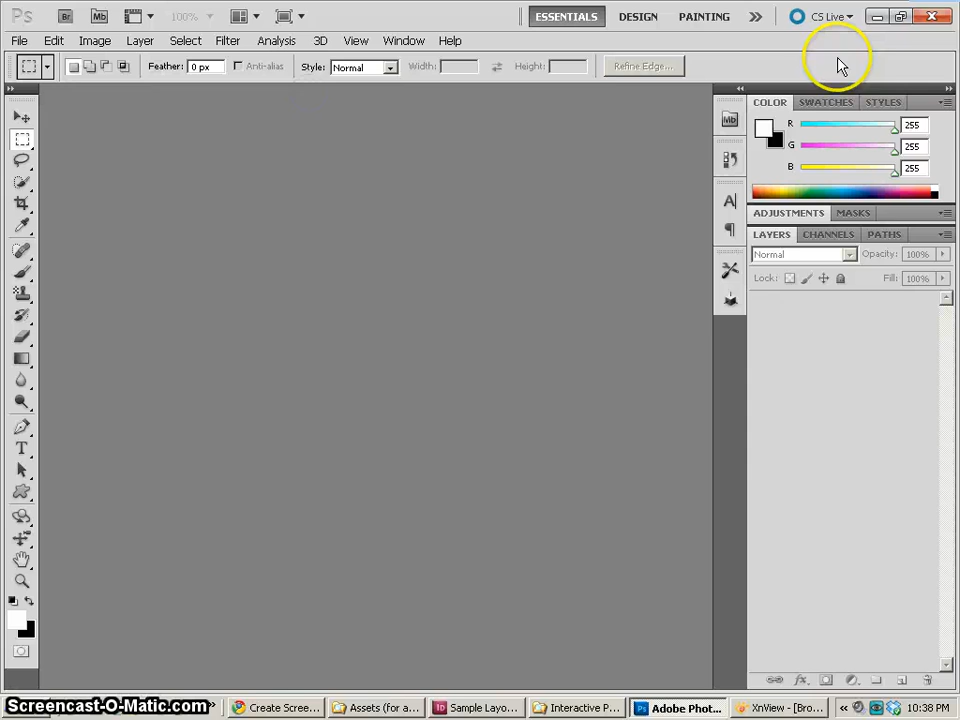 Ps Br Mb 100% ESSENTIALS DESIGN PAINTING CS Live
File Edit Image Layer Select Filter Analysis 3D View Window Help
Feather: 0 px Anti-alias Style: Normal Width: Height: Refine Edge...
COLOR SWATCHES STYLES
Mb
R 255
G 255
B 255
ADJUSTMENTS MASKS
LAYERS CHANNELS PATHS
Normal Opacity: 100%
Lock: Fill: 100%
Screencast-O-Matic.com Create Scree... Assets (for a... Sample Layo... Interactive P... Adobe Phot... XnView - [Bro... 10:38 PM